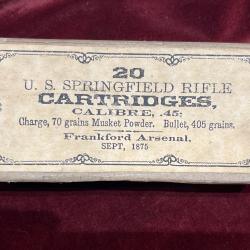 20
U. S. SPRINGFIELD RIFLE
CARTRIDGES,
CALIBRE, .45;
Charge, 70 grains Musket Powder. Bullet, 405 grains.
Frankford Arsenal.
SEPT, 1875